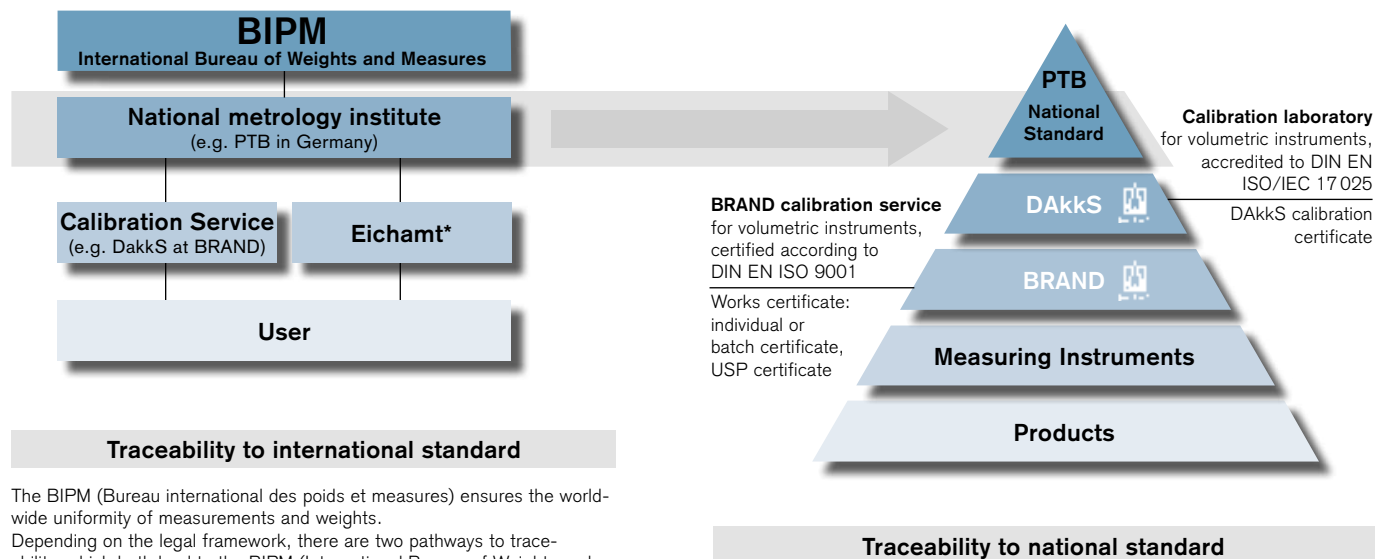 BIPM
International Bureau of Weights and Measures
National metrology institute
(e.g. PTB in Germany)
Calibration Service
(e.g. DakkS at BRAND)
Eichamt*
User
Traceability to international standard
The BIPM (Bureau international des poids et measures) ensures the world-
wide uniformity of measurements and weights.
Depending on the legal framework, there are two pathways to trace-
PTB
National
Standard
Calibration laboratory
for volumetric instruments,
accredited to DIN EN
ISO/IEC 17 025
DAkkS calibration
certificate
DAkkS
BRAND calibration service
for volumetric instruments,
certified according to
DIN EN ISO 9001
Works certificate:
individual or
batch certificate,
USP certificate
BRAND
Measuring Instruments
Products
Traceability to national standard